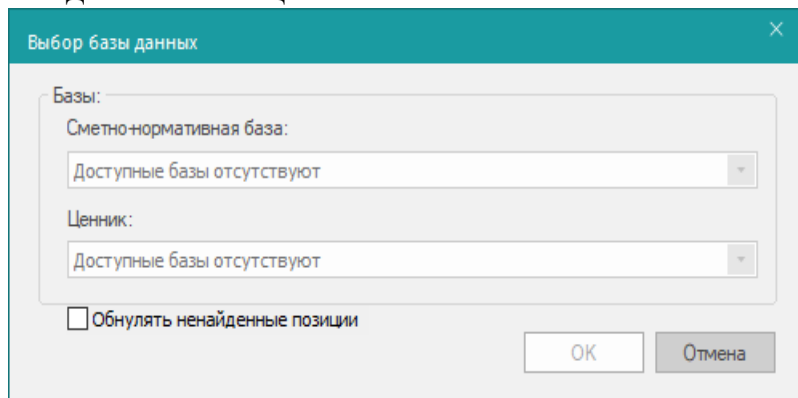 Выбор базы данных
Базы:
Сметно-нормативная база:
Доступные базы отсутствуют
Ценник:
Доступные базы отсутствуют
Обнулять ненайденные позиции
OK
Отмена